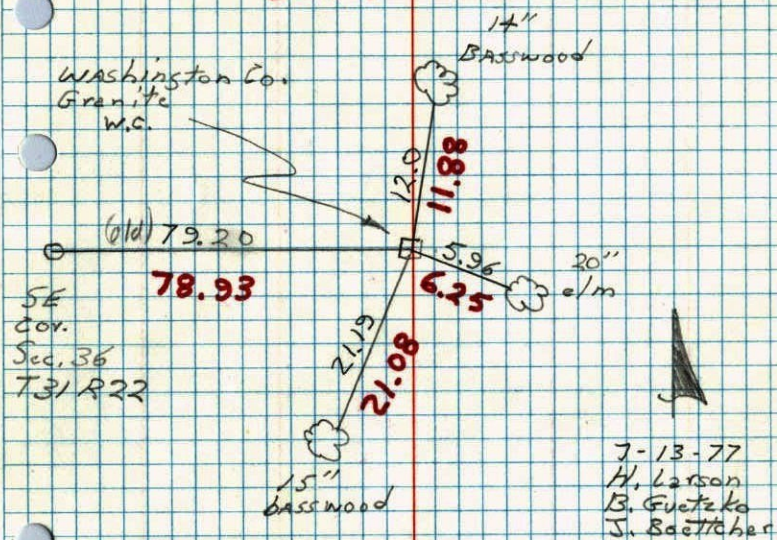 14"
BASSWOOD
WAshington Co.
Granite
W.C.
12.0
11.88
(old) 79.20
78.93
5.96
6.25
20"
elm
SE
Cor.
Sec. 36
T31 R22
21.19
21.08
15"
bASSWOOd
7-13-77
W. Larson
B. Guetzko
J. Boettcher